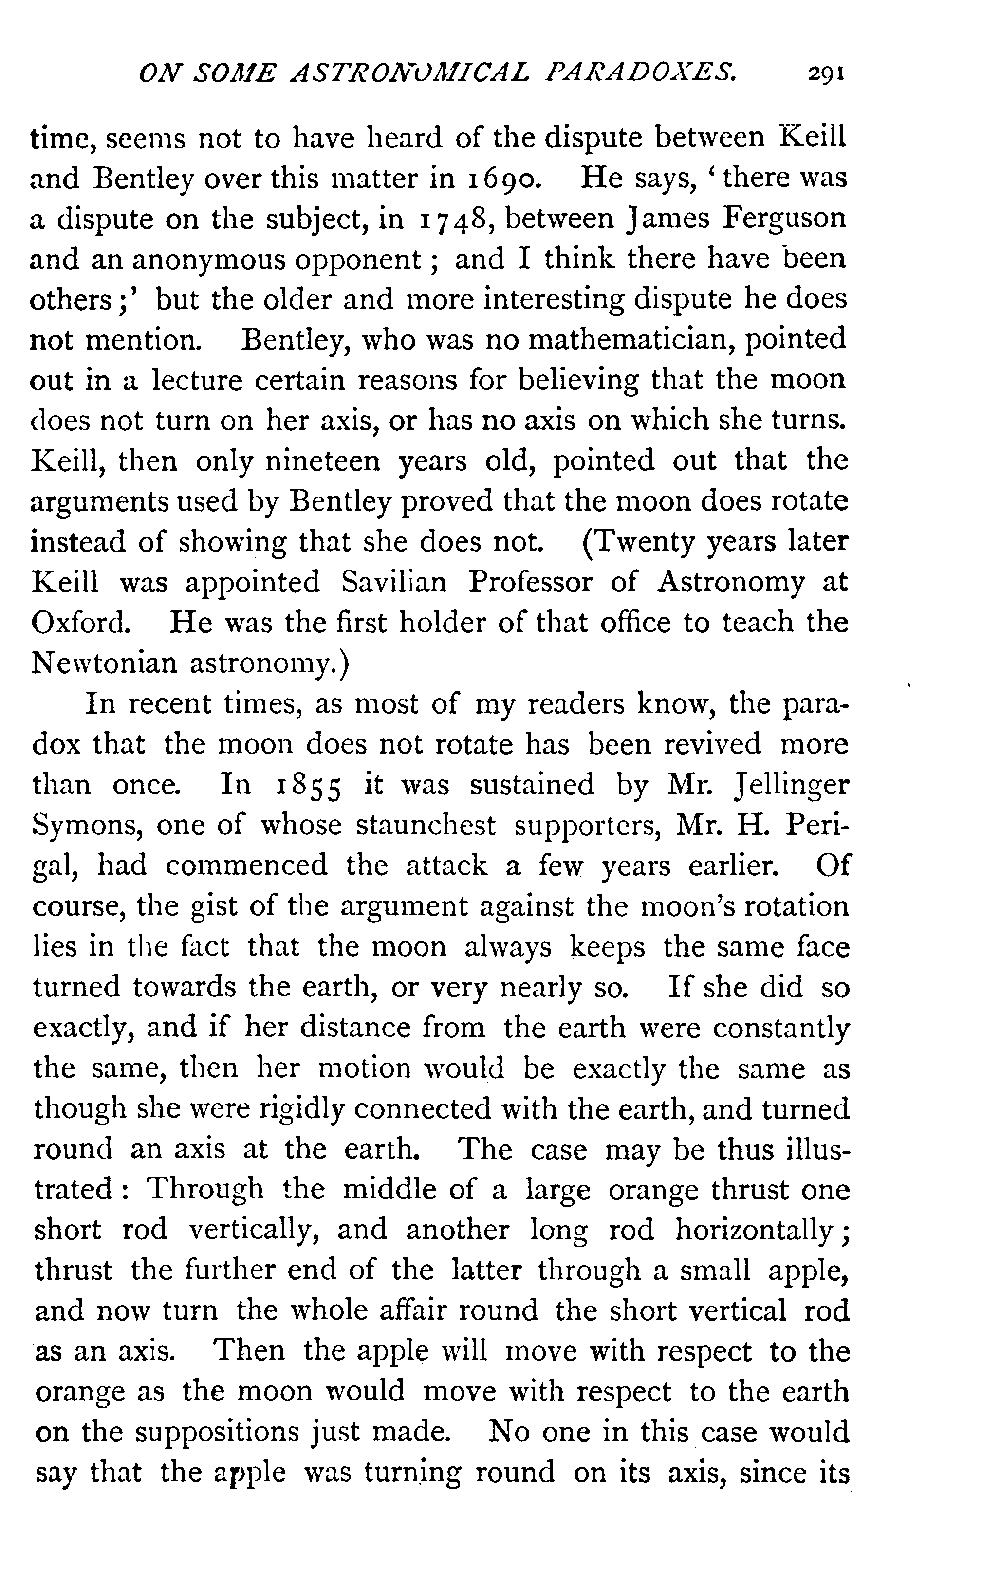 ON SOME ASTRONOMICAL PARADOXES. 291
time, seems not to have heard of the dispute between Keill
and Bentley over this matter in 1690. He says, ‘there was
a dispute on the subject, in 1748, between James Ferguson
and an anonymous opponent ; and I think there have been
others ;’ but the older and more interesting dispute he does
not mention. Bentley, who was no mathematician, pointed
out in a lecture certain reasons for believing that the moon
does not turn on her axis, or has no axis on which she turns.
Keill, then only nineteen years old, pointed out that the
arguments used by Bentley proved that the moon does rotate
instead of showing that she does not. (Twenty years later
Keill was appointed Savilian Professor of Astronomy at
Oxford. He was the first holder of that office to teach the
Newtonian astronomy.)
In recent times, as most of my readers know, the para-
dox that the moon does not rotate has been revived more
than once. In 1855 it was sustained by Mr. Jellinger
Symons, one of whose staunchest supporters, Mr. H. Peri-
gal, had commenced the attack a few years earlier. Of
course, the gist of the argument against the moon’s rotation
lies in the fact that the moon always keeps the same face
turned towards the earth, or very nearly so. If she did so
exactly, and if her distance from the earth were constantly
the same, then her motion would be exactly the same as
though she were rigidly connected with the earth, and turned
round an axis at the earth. The case may be thus illus-
trated : Through the middle of a large orange thrust one
short rod vertically, and another long rod horizontally ;
thrust the further end of the latter through a small apple,
and now turn the whole affair round the short vertical rod
as an axis. Then the apple will move with respect to the
orange as the moon would move with respect to the earth
on the suppositions just made. No one in this case would
say that the apple was turning round on its axis, since its